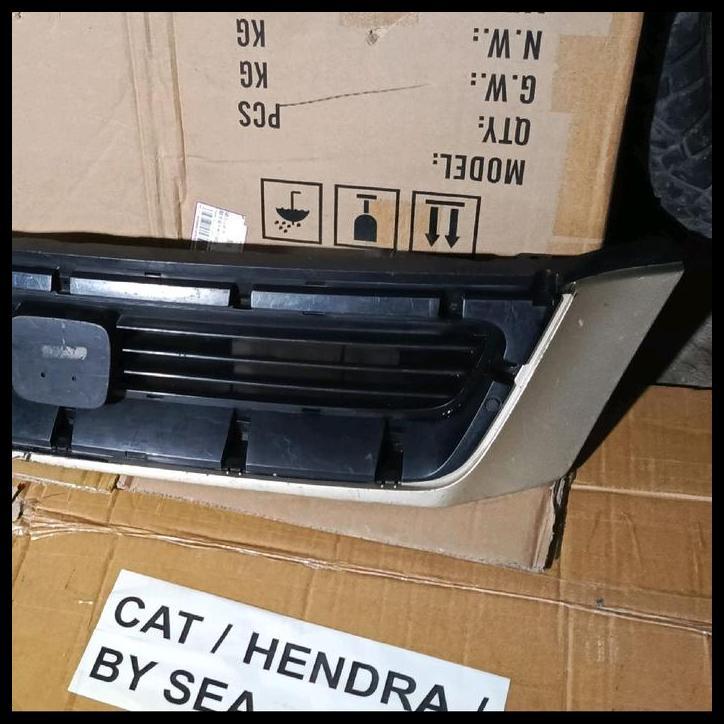 KG N.W.:
KG G.W.:
PCS QTY:
MODEL:
CAT / HENDRA /
BY SEA